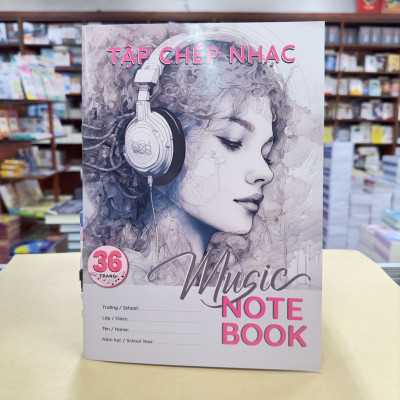 TẬP CHÉP NHẠC
36
TRANG
Music
NOTE
BOOK
Trường / School:
Lớp / Class:
Tên / Name:
Năm học / School Year: